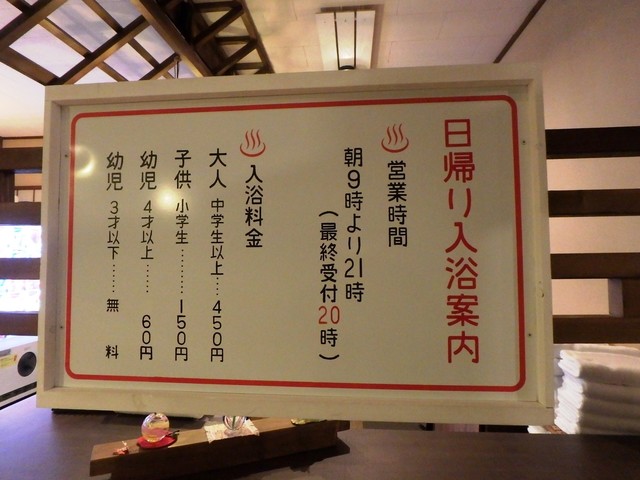 日帰り入浴案内
♨営業時間
朝9時より21時
（最終受付20時）
♨入浴料金
大人 中学生以上…450円
子供 小学生………150円
幼児 4才以上…… 60円
幼児 3才以下……無 料